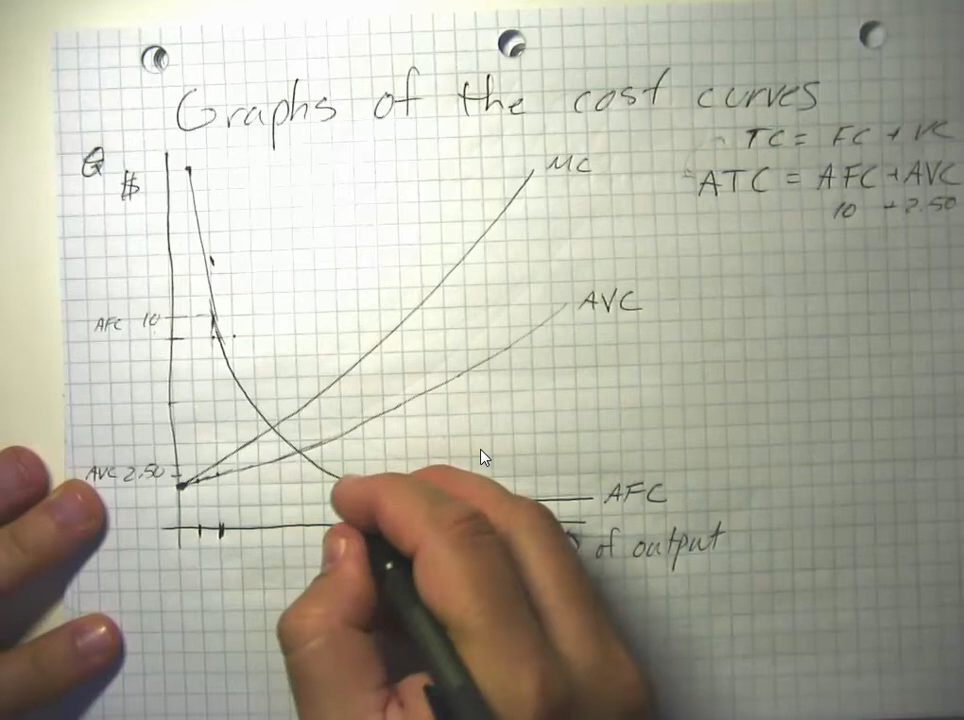 Graphs of the cost curves
TC = FC + VC
ATC = AFC + AVC
10 + 2.50
Q
$
MC
AVC
AFC 10
AVC 2.50
AFC
of output